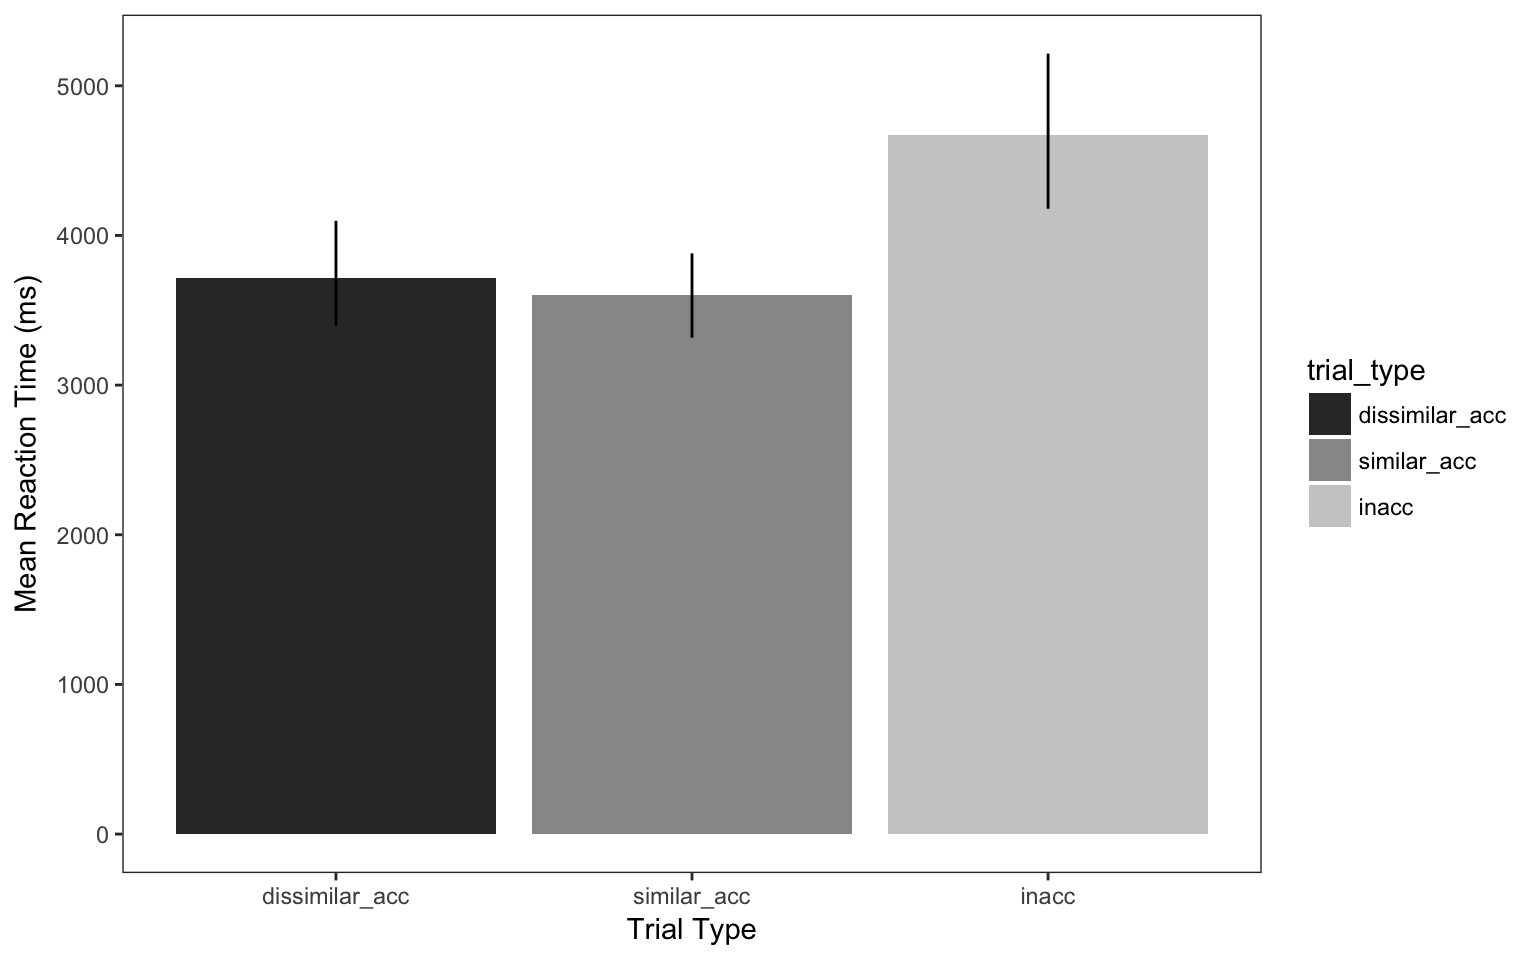 Mean Reaction Time (ms)
5000
4000
3000
2000
1000
0
dissimilar_acc
similar_acc
inacc
Trial Type
trial_type
dissimilar_acc
similar_acc
inacc